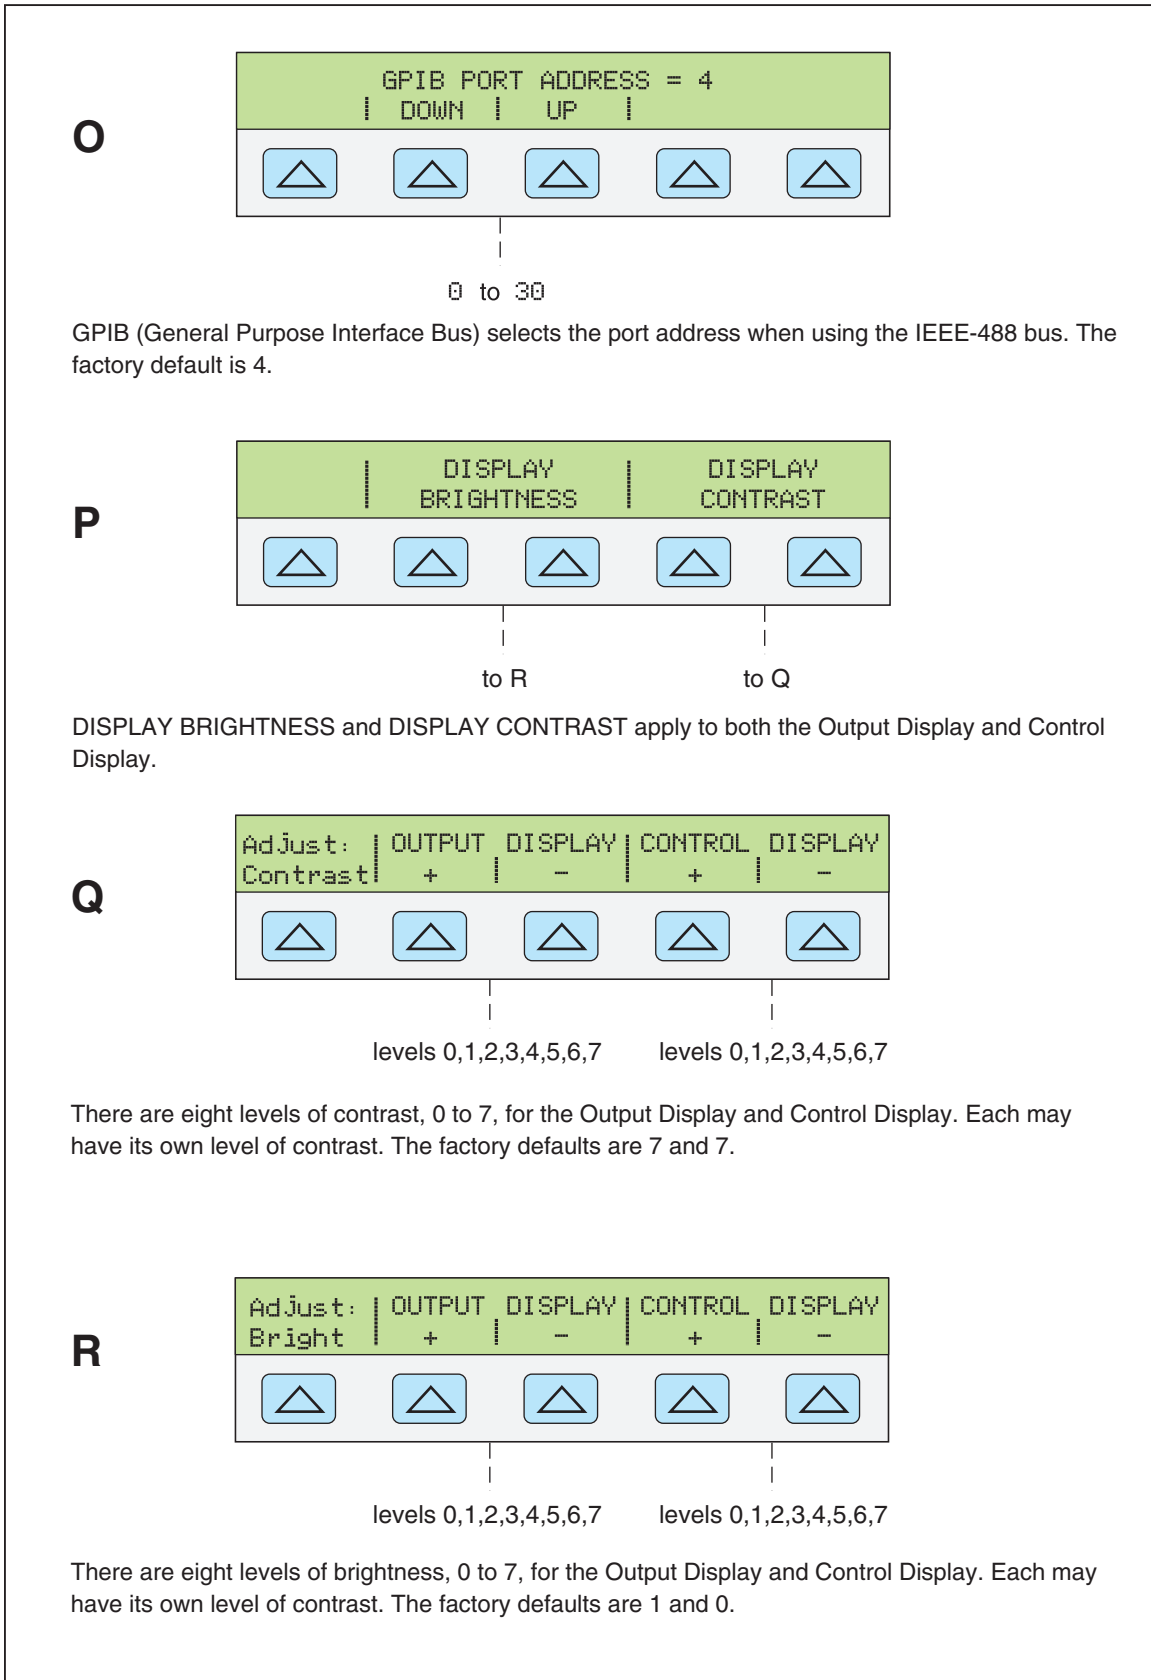 O
GPIB PORT ADDRESS = 4
DOWN UP
0 to 30
GPIB (General Purpose Interface Bus) selects the port address when using the IEEE-488 bus. The
factory default is 4.
P
DISPLAY DISPLAY
BRIGHTNESS CONTRAST
to R to Q
DISPLAY BRIGHTNESS and DISPLAY CONTRAST apply to both the Output Display and Control
Display.
Q
Adjust: OUTPUT DISPLAY CONTROL DISPLAY
Contrast + - + -
levels 0,1,2,3,4,5,6,7 levels 0,1,2,3,4,5,6,7
There are eight levels of contrast, 0 to 7, for the Output Display and Control Display. Each may
have its own level of contrast. The factory defaults are 7 and 7.
R
Adjust: OUTPUT DISPLAY CONTROL DISPLAY
Bright + - + -
levels 0,1,2,3,4,5,6,7 levels 0,1,2,3,4,5,6,7
There are eight levels of brightness, 0 to 7, for the Output Display and Control Display. Each may
have its own level of contrast. The factory defaults are 1 and 0.